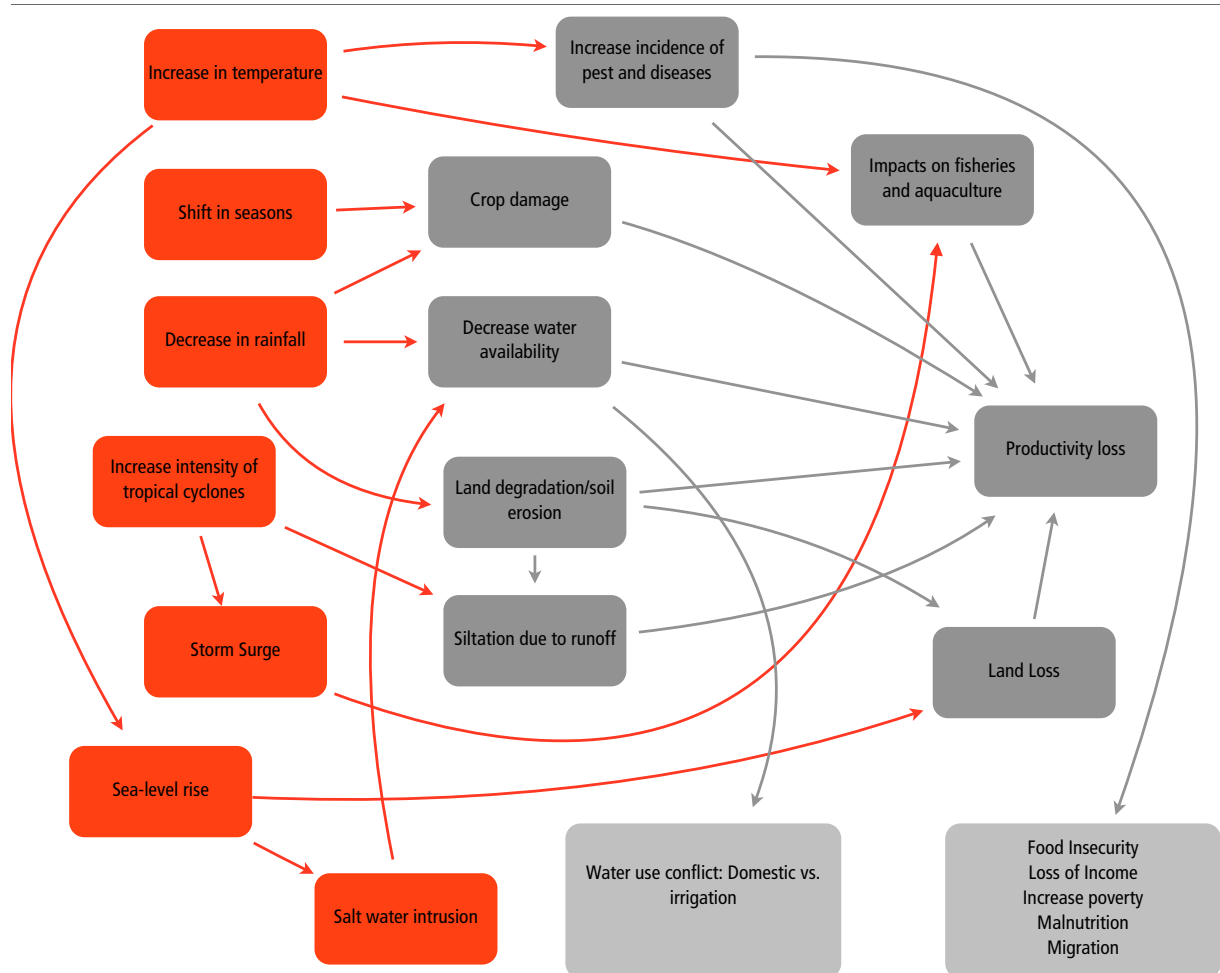 Increase incidence of
pest and diseases
Increase in temperature
Impacts on fisheries
and aquaculture
Shift in seasons
Crop damage
Decrease in rainfall
Decrease water
availability
Productivity loss
Increase intensity of
tropical cyclones
Land degradation/soil
erosion
Storm Surge
Siltation due to runoff
Land Loss
Sea-level rise
Water use conflict: Domestic vs.
irrigation
Food Insecurity
Loss of Income
Increase poverty
Malnutrition
Migration
Salt water intrusion